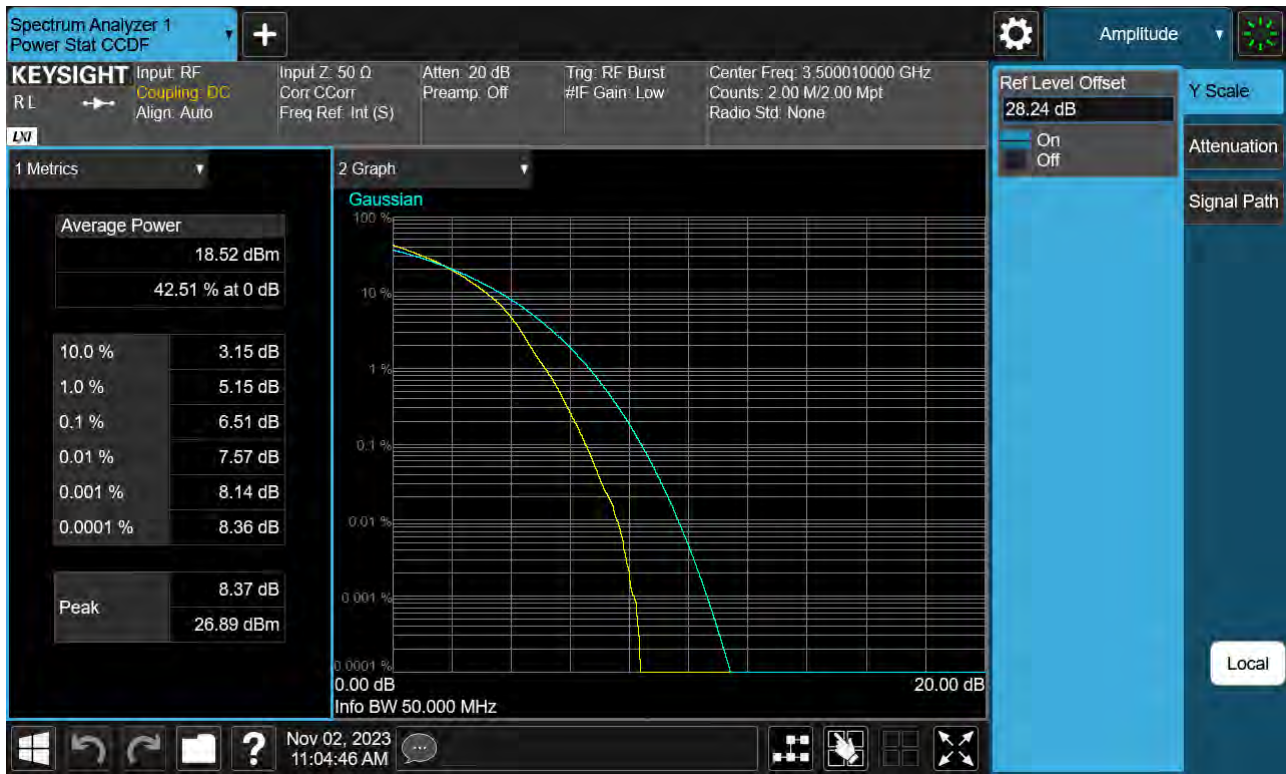 Spectrum Analyzer 1
Power Stat CCDF
+
Amplitude
KEYSIGHT
RL
LXI
Input: RF
Coupling: DC
Align: Auto
Input Z: 50 Ω
Corr CCorr
Freq Ref: Int (S)
Atten: 20 dB
Preamp: Off
Trig: RF Burst
#IF Gain: Low
Center Freq: 3.500010000 GHz
Counts: 2.00 M/2.00 Mpt
Radio Std: None
Ref Level Offset
28.24 dB
On
Off
Y Scale
Attenuation
Signal Path
Local
1 Metrics
Average Power
18.52 dBm
42.51 % at 0 dB
10.0 % 3.15 dB
1.0 % 5.15 dB
0.1 % 6.51 dB
0.01 % 7.57 dB
0.001 % 8.14 dB
0.0001 % 8.36 dB
Peak
8.37 dB
26.89 dBm
2 Graph
Gaussian
100 %
10 %
1 %
0.1 %
0.01 %
0.001 %
0.0001 %
0.00 dB 20.00 dB
Info BW 50.000 MHz
?
Nov 02, 2023
11:04:46 AM